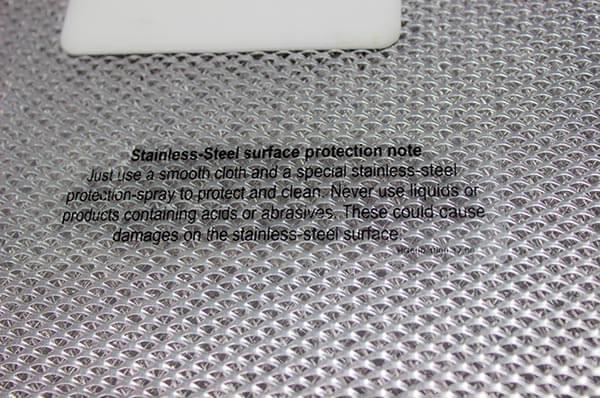 Stainless-Steel surface protection note
Just use a smooth cloth and a special stainless-steel
protection-spray to protect and clean. Never use liquids or
products containing acids or abrasives. These could cause
damages on the stainless-steel surface.